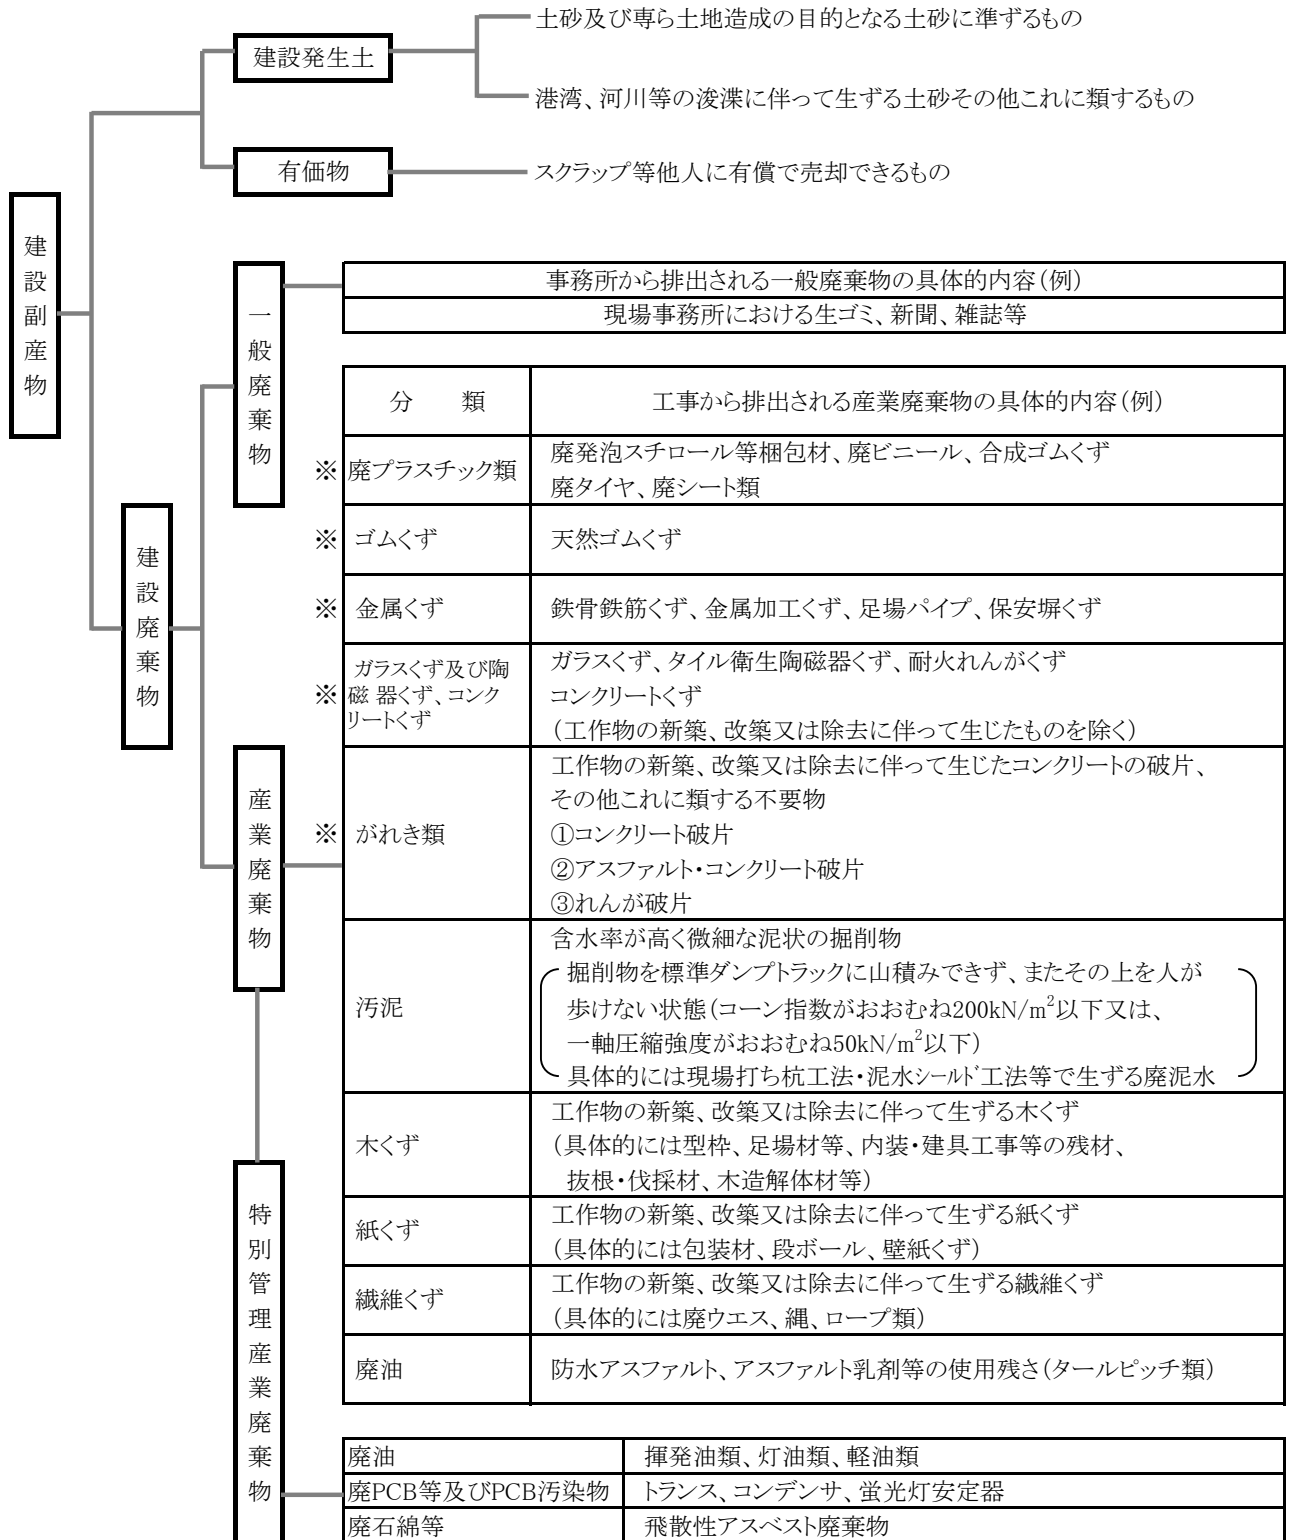 土砂及び専ら土地造成の目的となる土砂に準ずるもの
建設発生土
港湾、河川等の浚渫に伴って生ずる土砂その他これに類するもの
有価物
スクラップ等他人に有償で売却できるもの
建設副産物
一般廃棄物
事務所から排出される一般廃棄物の具体的内容(例)
現場事務所における生ゴミ、新聞、雑誌等
建設廃棄物
産業廃棄物
分 類
工事から排出される産業廃棄物の具体的内容(例)
※ 廃プラスチック類
廃発泡スチロール等梱包材、廃ビニール、合成ゴムくず
廃タイヤ、廃シート類
※ ゴムくず
天然ゴムくず
※ 金属くず
鉄骨鉄筋くず、金属加工くず、足場パイプ、保安塀くず
ガラスくず及び陶
※ 磁 器くず、コンク
リートくず
ガラスくず、タイル衛生陶磁器くず、耐火れんがくず
コンクリートくず
(工作物の新築、改築又は除去に伴って生じたものを除く)
※ がれき類
工作物の新築、改築又は除去に伴って生じたコンクリートの破片、
その他これに類する不要物
①コンクリート破片
②アスファルト・コンクリート破片
③れんが破片
汚泥
含水率が高く微細な泥状の掘削物
掘削物を標準ダンプトラックに山積みできず、またその上を人が
歩けない状態(コーン指数がおおむね200kN/m²以下又は、
一軸圧縮強度がおおむね50kN/m²以下)
具体的には現場打ち杭工法・泥水シールド工法等で生ずる廃泥水
木くず
工作物の新築、改築又は除去に伴って生ずる木くず
(具体的には型枠、足場材等、内装・建具工事等の残材、
抜根・伐採材、木造解体材等)
紙くず
工作物の新築、改築又は除去に伴って生ずる紙くず
(具体的には包装材、段ボール、壁紙くず)
繊維くず
工作物の新築、改築又は除去に伴って生ずる繊維くず
(具体的には廃ウエス、縄、ロープ類)
廃油
防水アスファルト、アスファルト乳剤等の使用残さ(タールピッチ類)
特別管理産業廃棄物
廃油
揮発油類、灯油類、軽油類
廃PCB等及びPCB汚染物
トランス、コンデンサ、蛍光灯安定器
廃石綿等
飛散性アスベスト廃棄物